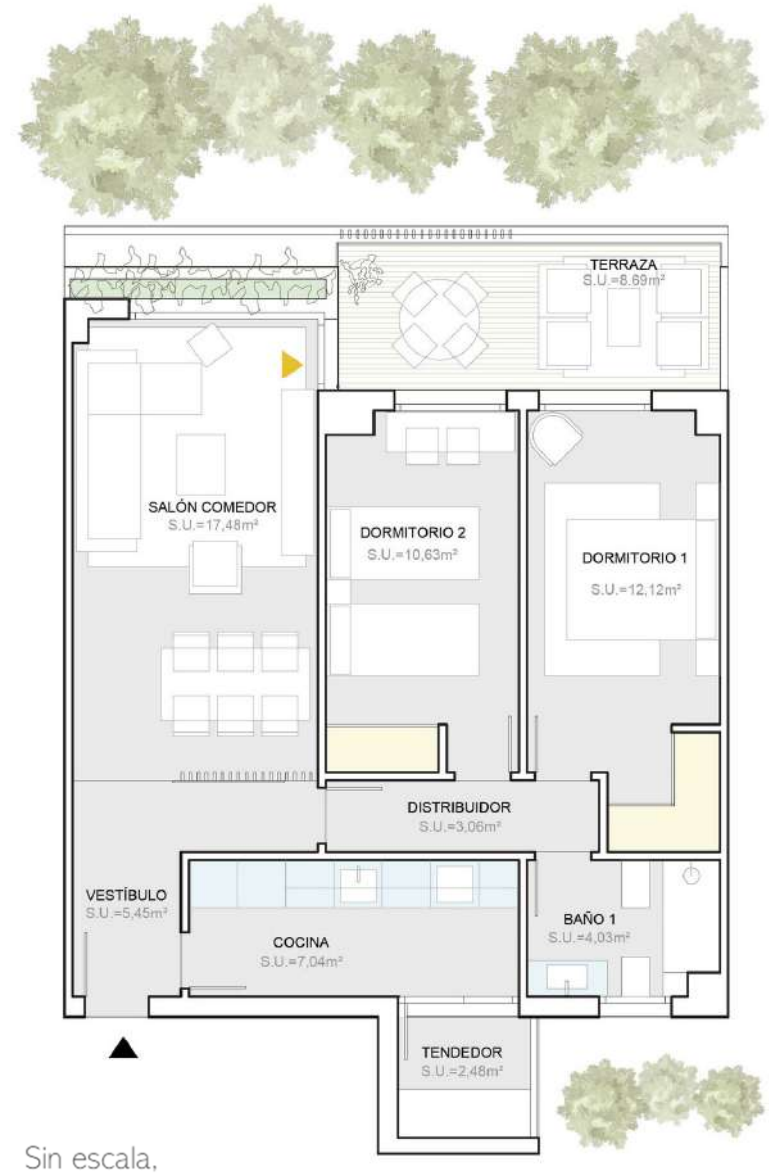 TERRAZA
S.U.=8.69m²
SALÓN COMEDOR
S.U.=17,48m²
DORMITORIO 2
S.U.=10,63m²
DORMITORIO 1
S.U.=12,12m²
DISTRIBUIDOR
S.U.=3,06m²
VESTÍBULO
S.U.=5,45m²
COCINA
S.U.=7,04m²
BAÑO 1
S.U.=4,03m²
TENDEDOR
S.U.=2,48m²
Sin escala,